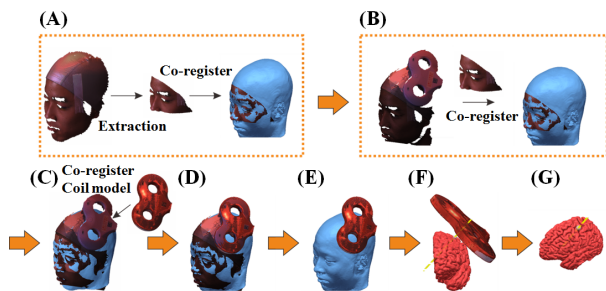 (A)
Co-register
Extraction
(B)
Co-register
(C)
Co-register
Coil model
(D)
(E)
(F)
(G)